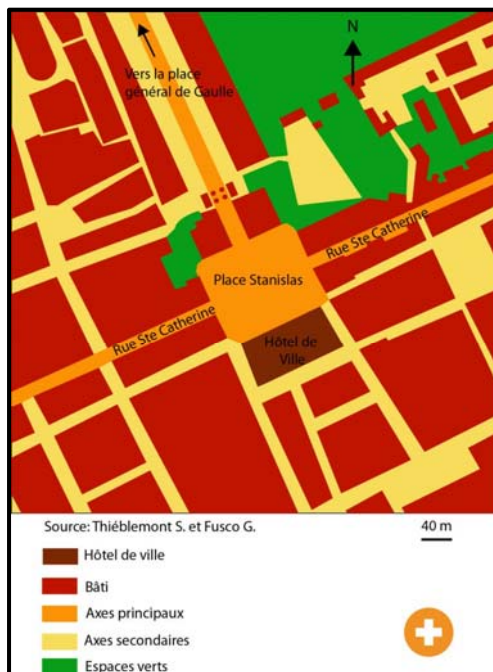 N
Vers la place
général de Gaulle
Rue Ste Catherine
Place Stanislas
Rue Ste Catherine
Hôtel de
Ville
Source: Thiéblemont S. et Fusco G.
40 m
Hôtel de ville
Bâti
Axes principaux
Axes secondaires
Espaces verts